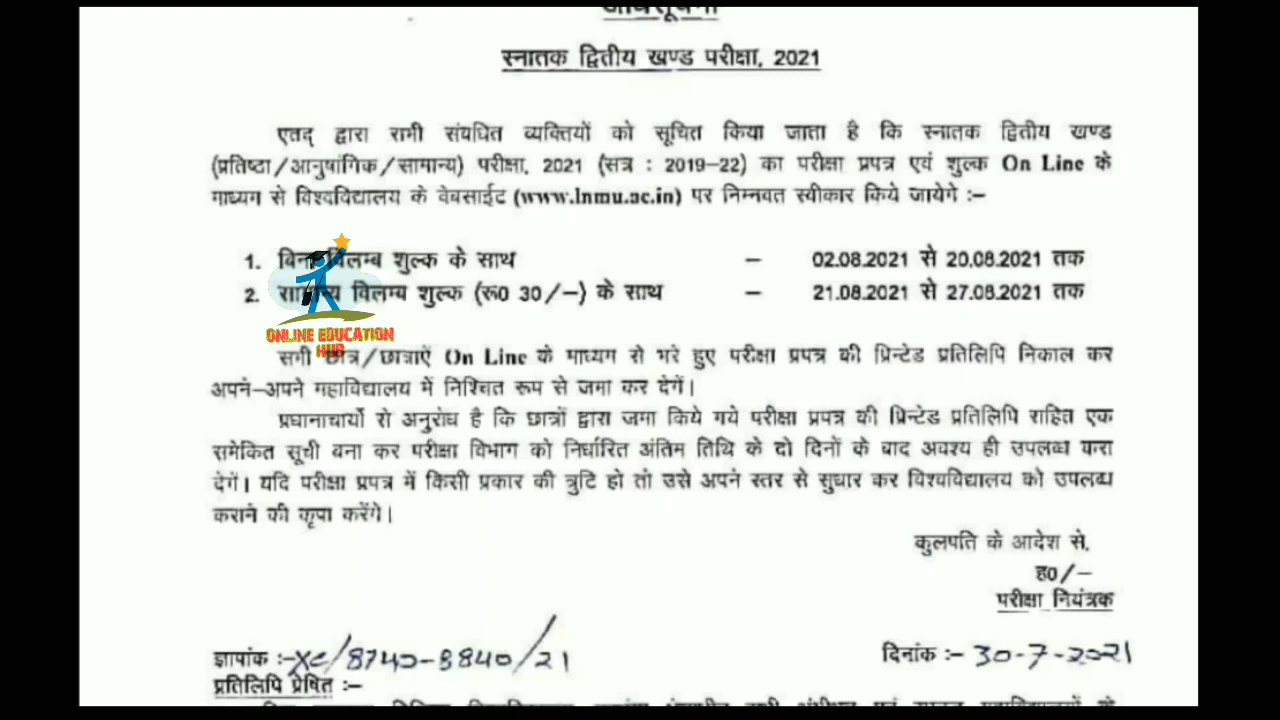 अधिसूचना
स्नातक द्वितीय खण्ड परीक्षा, 2021
एतद् द्वारा सभी संबंधित व्यक्तियों को सूचित किया जाता है कि स्नातक द्वितीय खण्ड
(प्रतिष्ठा/आनुषांगिक/सामान्य) परीक्षा, 2021 (सत्र : 2019–22) का परीक्षा प्रपत्र एवं शुल्क On Line के
माध्यम से विश्वविद्यालय के वेबसाईट (www.lnmu.ac.in) पर निम्नवत स्वीकार किये जायेगे :–
1. बिना विलम्ब शुल्क के साथ – 02.08.2021 से 20.08.2021 तक
2. सामान्य विलम्ब शुल्क (रू0 30/–) के साथ – 21.08.2021 से 27.08.2021 तक
ONLINE EDUCATION
HUB
सभी छात्र/छात्राऐं On Line के माध्यम से भरे हुए परीक्षा प्रपत्र की प्रिन्टेड प्रतिलिपि निकाल कर
अपने–अपने महाविद्यालय में निश्चित रूप से जमा कर देगें।
प्रधानाचार्यो से अनुरोध है कि छात्रों द्वारा जमा किये गये परीक्षा प्रपत्र की प्रिन्टेड प्रतिलिपि सहित एक
समेकित सूची बना कर परीक्षा विभाग को निर्धारित अंतिम तिथि के दो दिनों के बाद अवश्य ही उपलब्ध करा
देगें। यदि परीक्षा प्रपत्र में किसी प्रकार की त्रुटि हो तो उसे अपने स्तर से सुधार कर विश्वविद्यालय को उपलब्ध
कराने की कृपा करेंगे।
कुलपति के आदेश से,
ह0/–
परीक्षा नियंत्रक
ज्ञापांक :–XC/8740-8840/21 दिनांक :– 30-7-2021
प्रतिलिपि प्रेषित :–